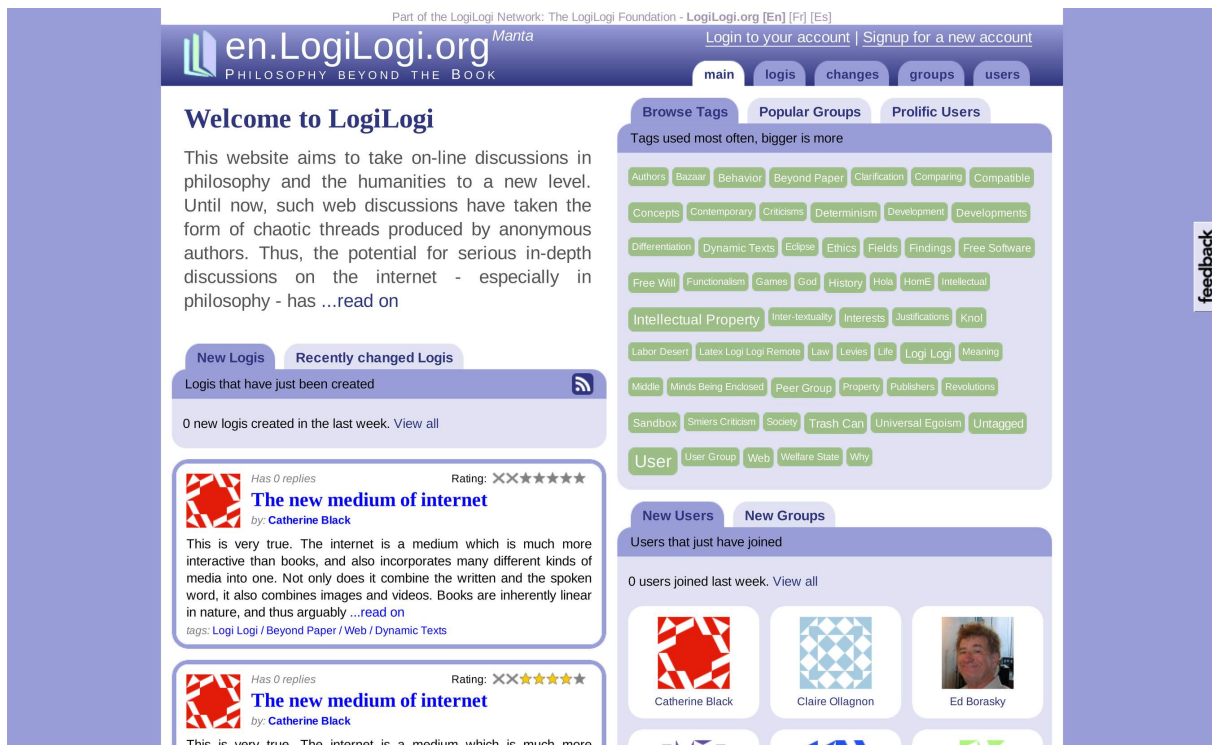 Part of the LogiLogi Network: The LogiLogi Foundation - LogiLogi.org [En] [Fr] [Es]
en.LogiLogi.org Manta
Philosophy beyond the Book
Login to your account | Signup for a new account
main logis changes groups users
Welcome to LogiLogi
This website aims to take on-line discussions in
philosophy and the humanities to a new level.
Until now, such web discussions have taken the
form of chaotic threads produced by anonymous
authors. Thus, the potential for serious in-depth
discussions on the internet - especially in
philosophy - has ...read on
New Logis Recently changed Logis
Logis that have just been created
0 new logis created in the last week. View all
Has 0 replies Rating:
The new medium of internet
by: Catherine Black
This is very true. The internet is a medium which is much more
interactive than books, and also incorporates many different kinds of
media into one. Not only does it combine the written and the spoken
word, it also combines images and videos. Books are inherently linear
in nature, and thus arguably ...read on
tags: Logi Logi / Beyond Paper / Web / Dynamic Texts
Has 0 replies Rating:
The new medium of internet
by: Catherine Black
This is very true. The internet is a medium which is much more
Browse Tags Popular Groups Prolific Users
Tags used most often, bigger is more
Authors Bazaar Behavior Beyond Paper Clarification Comparing Compatible
Concepts Contemporary Criticisms Determinism Development Developments
Differentiation Dynamic Texts Eclipse Ethics Fields Findings Free Software
Free Will Functionalism Games God History Hola HomE Intellectual
Intellectual Property Inter-textuality Interests Justifications Knol
Labor Desert Latex Logi Logi Remote Law Levies Life Logi Logi Meaning
Middle Minds Being Enclosed Peer Group Property Publishers Revolutions
Sandbox Smiers Criticism Society Trash Can Universal Egoism Untagged
User User Group Web Welfare State Why
New Users New Groups
Users that just have joined
0 users joined last week. View all
Catherine Black Claire Ollagnon Ed Borasky
feedback